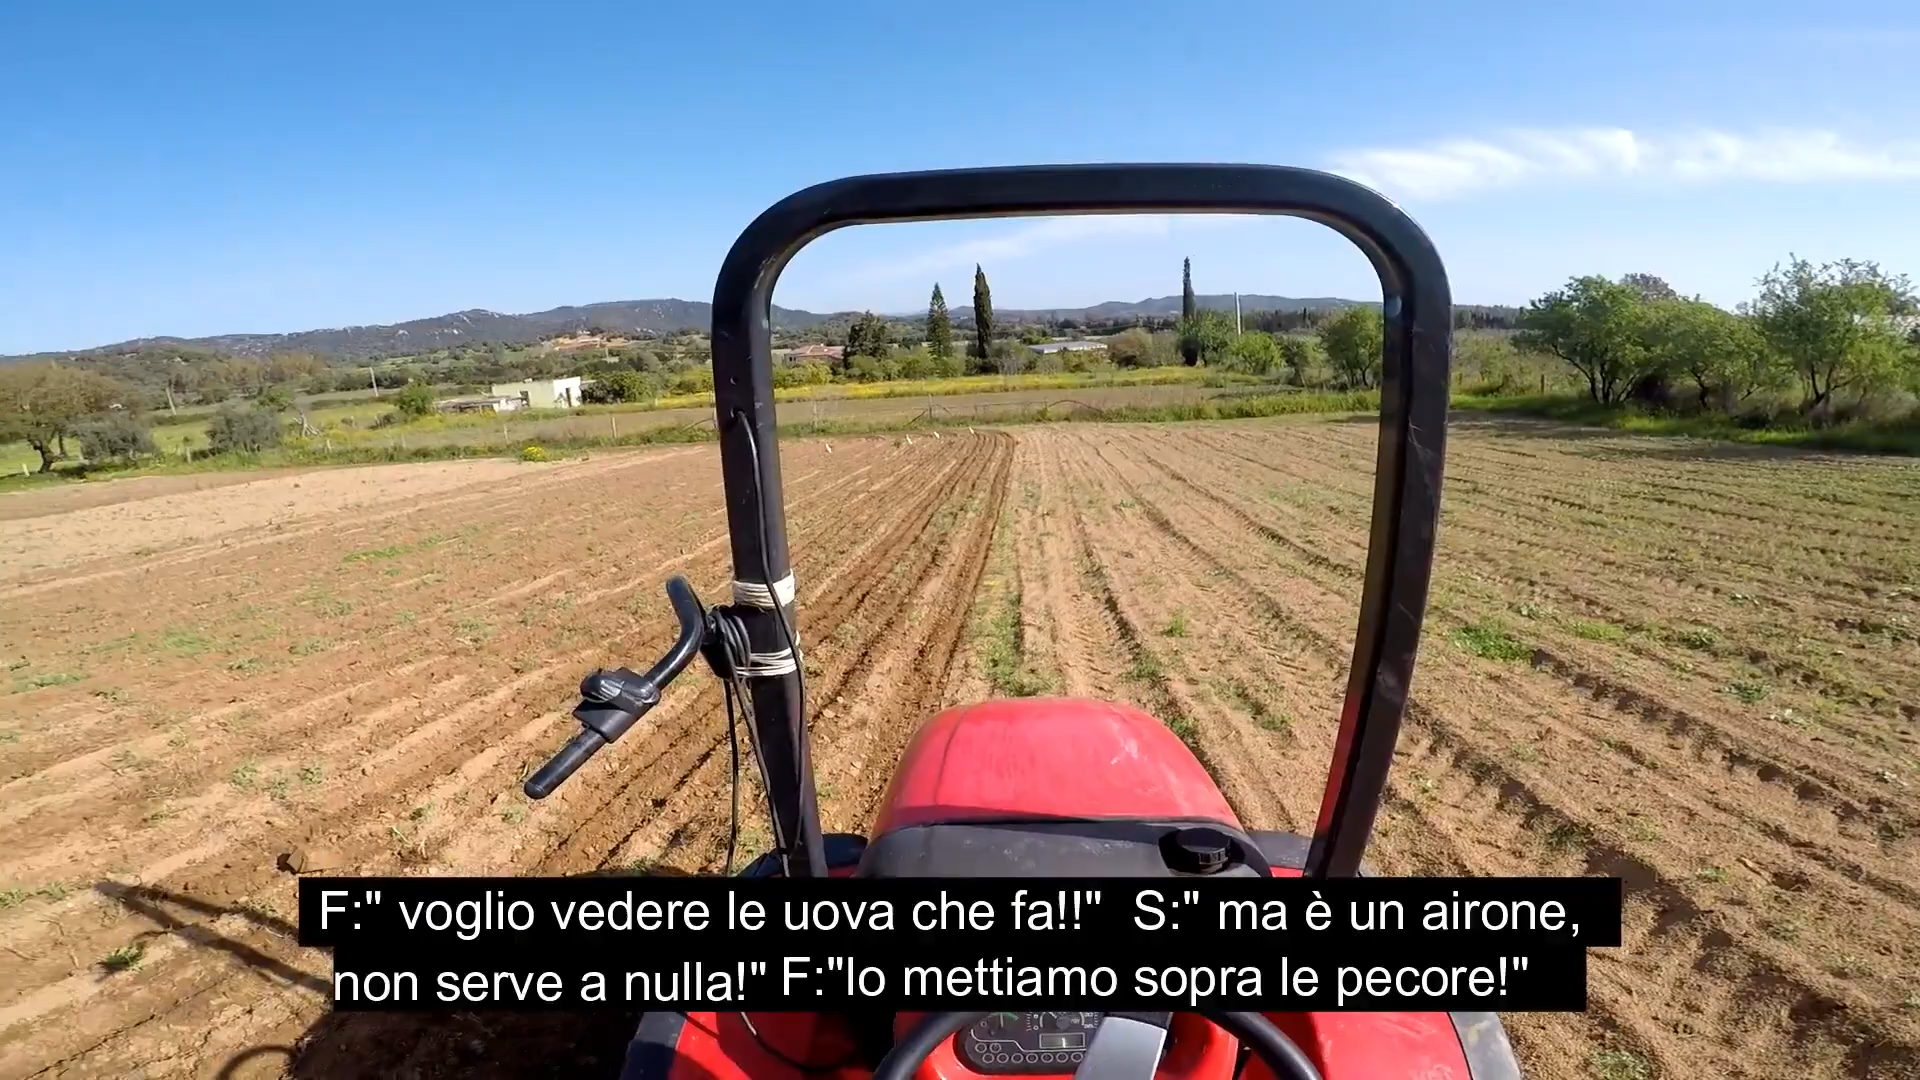 F:" voglio vedere le uova che fa!!" S:" ma è un airone,
non serve a nulla!" F:"lo mettiamo sopra le pecore!"